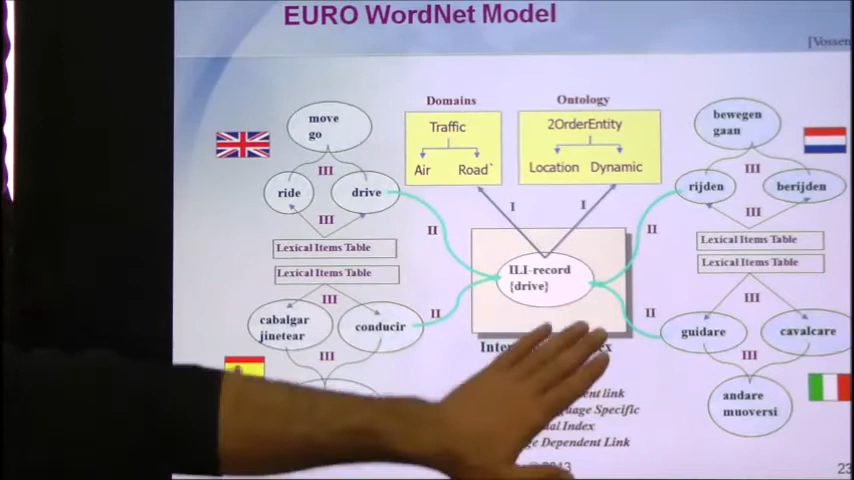 EURO WordNet Model
[Vossen
Domains
Traffic
Air
Road`
Ontology
2OrderEntity
Location
Dynamic
move
go
III
ride
drive
III
Lexical Items Table
Lexical Items Table
III
cabalgar
jinetear
conducir
III
II
II
I
I
ILI-record
{drive}
II
II
bewegen
gaan
III
rijden
berijden
III
Lexical Items Table
Lexical Items Table
III
guidare
cavalcare
III
andare
muoversi
link
Specific
Index
Dependent Link
2013
23